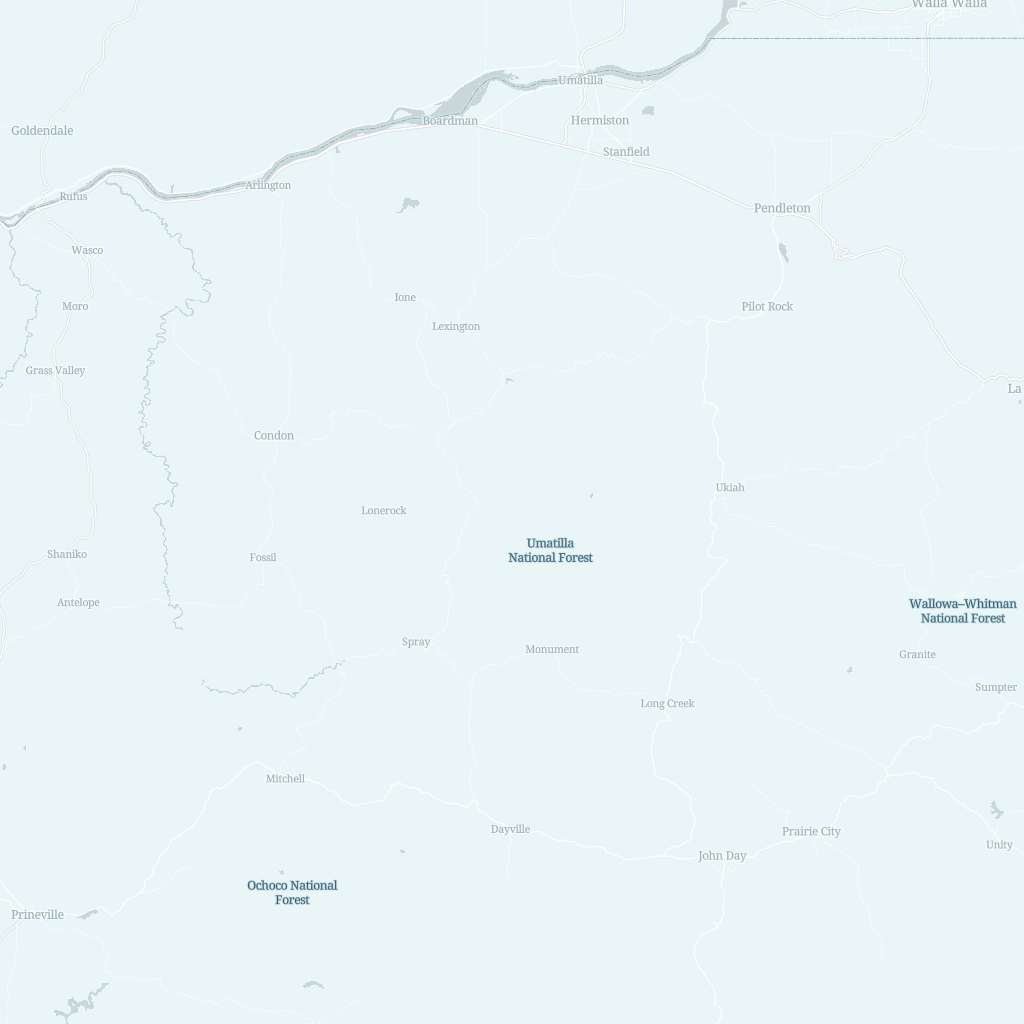 Walla Walla
Umatilla
Boardman
Hermiston
Goldendale
Stanfield
Arlington
Rufus
Pendleton
Wasco
Ione
Moro
Pilot Rock
Lexington
Grass Valley
La
Condon
Ukiah
Lonerock
Umatilla
National Forest
Shaniko
Fossil
Antelope
Wallowa–Whitman
National Forest
Spray
Monument
Granite
Sumpter
Long Creek
Mitchell
Dayville
Prairie City
Unity
John Day
Ochoco National
Forest
Prineville